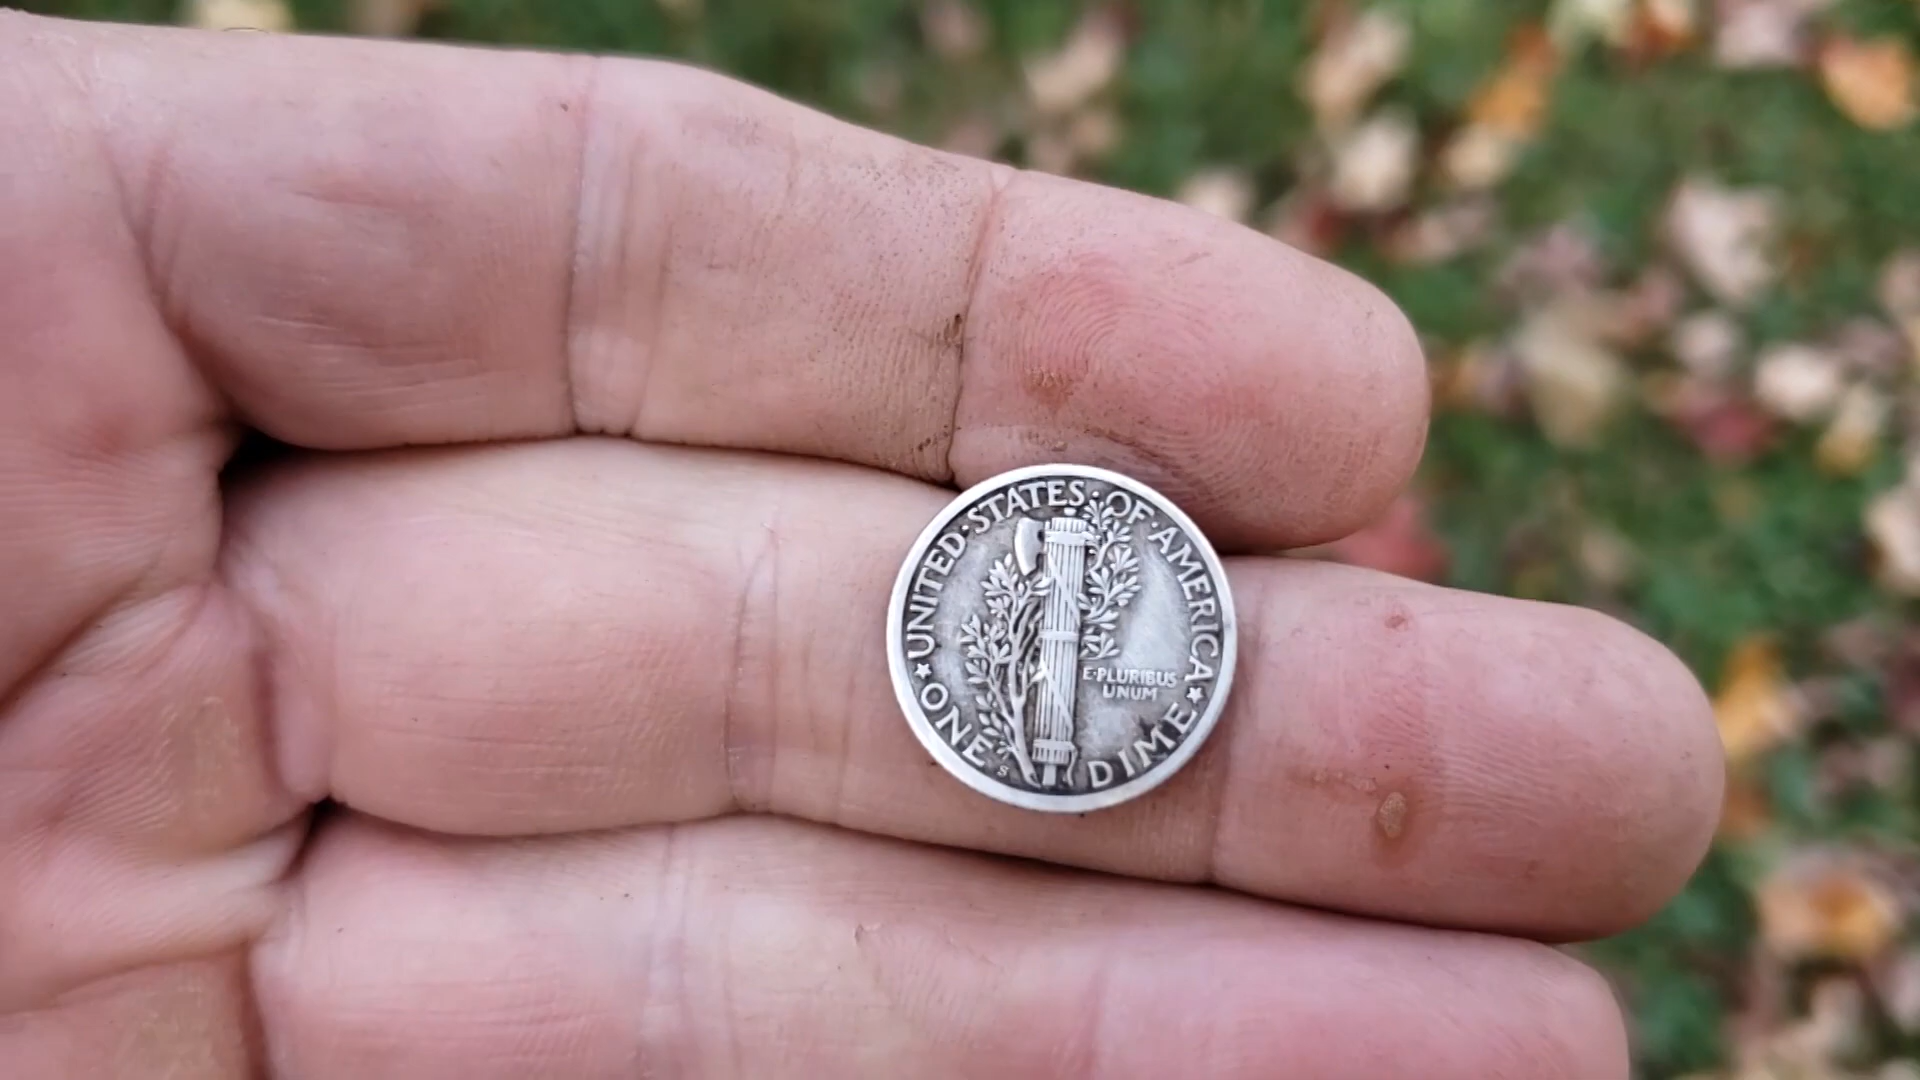 UNITED·STATES·OF·AMERICA
E·PLURIBUS
UNUM
ONE DIME
S